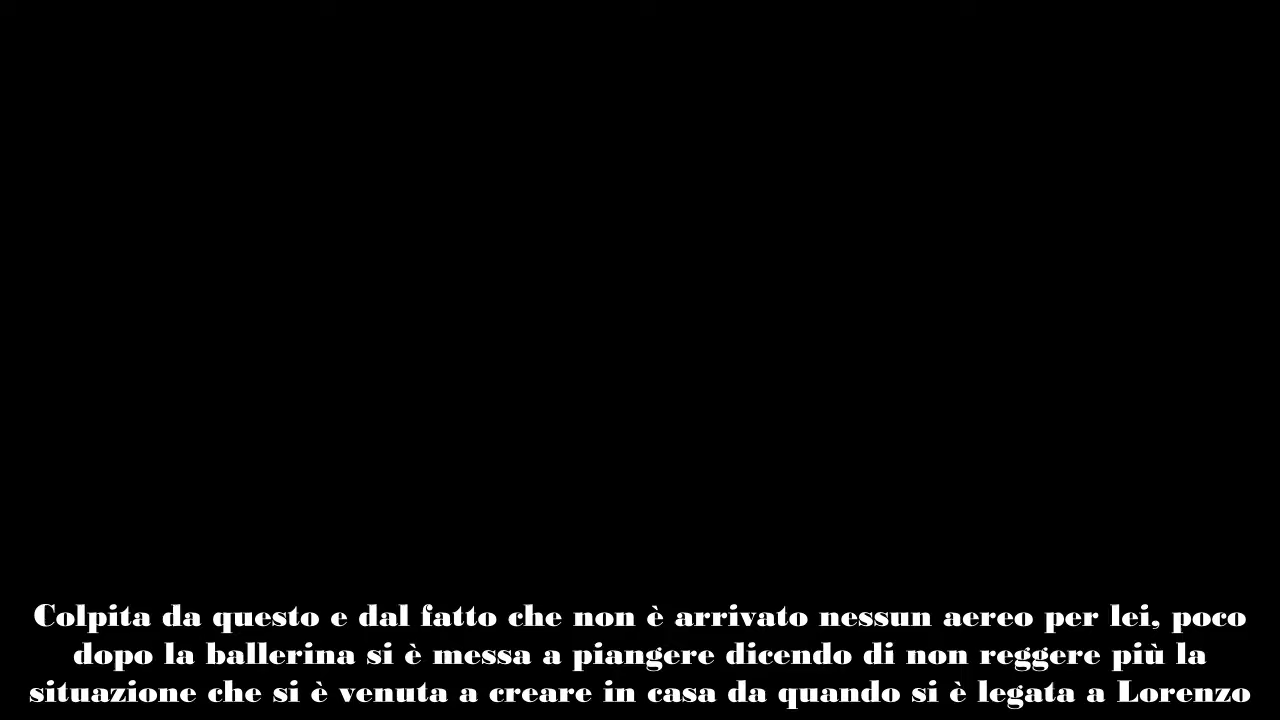 Colpita da questo e dal fatto che non è arrivato nessun aereo per lei, poco
dopo la ballerina si è messa a piangere dicendo di non reggere più la
situazione che si è venuta a creare in casa da quando si è legata a Lorenzo